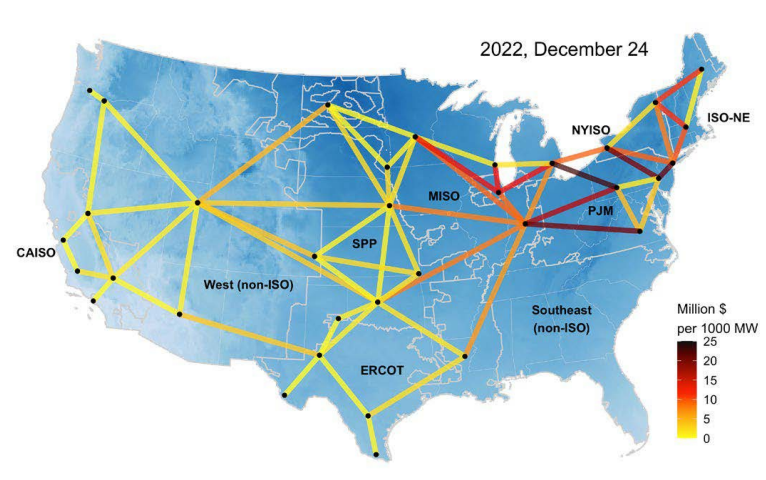 2022, December 24
ISO-NE
NYISO
MISO
PJM
CAISO
SPP
West (non-ISO)
Southeast
(non-ISO)
ERCOT
Million $
per 1000 MW
25
20
15
10
5
0